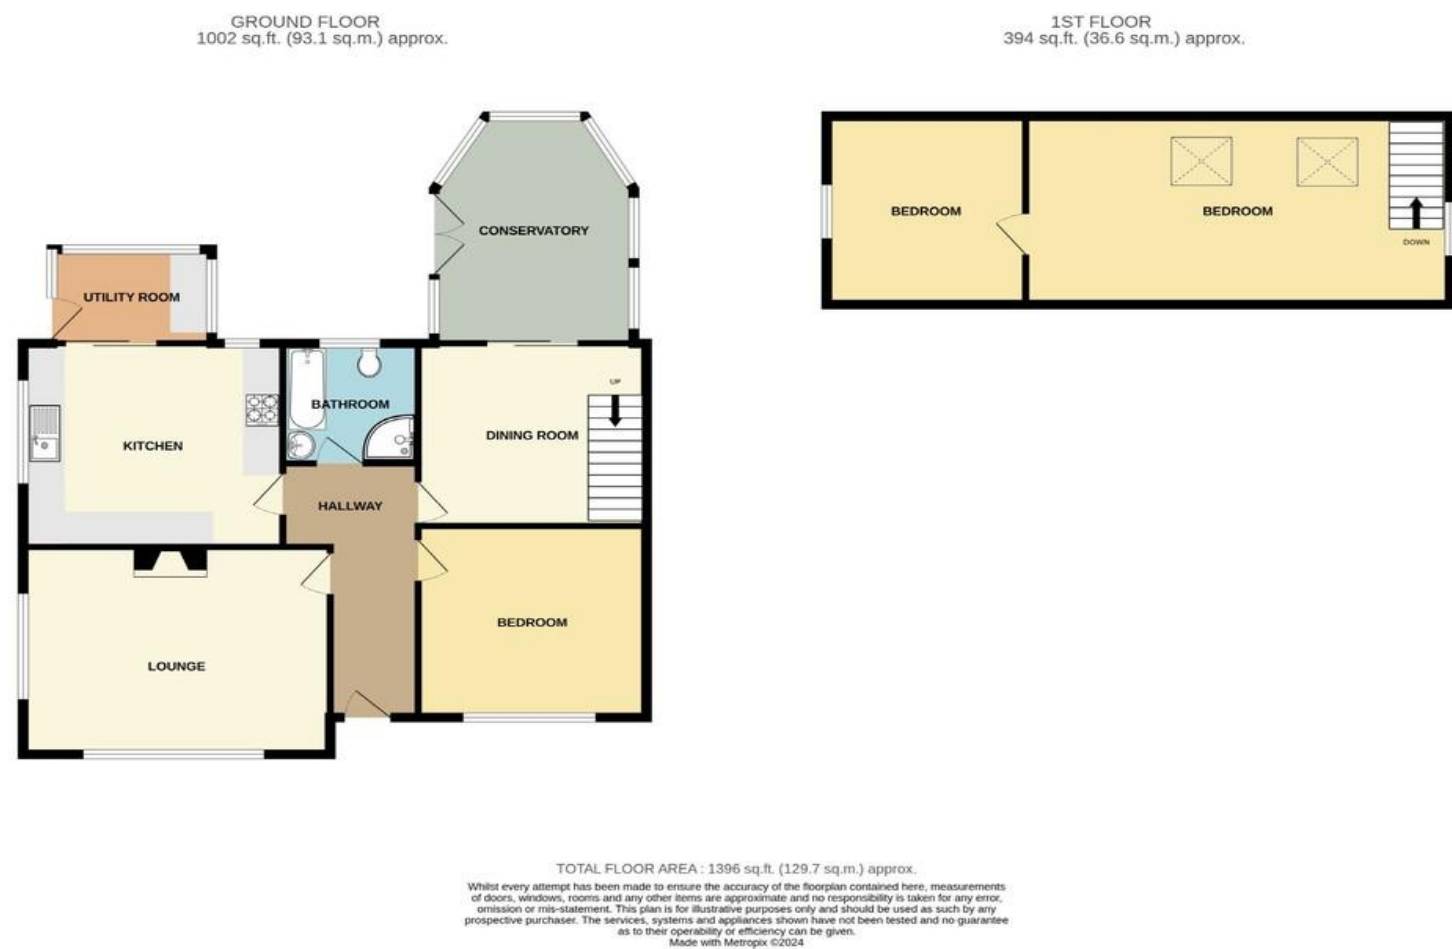 GROUND FLOOR
1002 sq.ft. (93.1 sq.m.) approx.
1ST FLOOR
394 sq.ft. (36.6 sq.m.) approx.
CONSERVATORY
UTILITY ROOM
BATHROOM
UP
KITCHEN
DINING ROOM
HALLWAY
BEDROOM
LOUNGE
BEDROOM
BEDROOM
DOWN
TOTAL FLOOR AREA : 1396 sq.ft. (129.7 sq.m.) approx.
Whilst every attempt has been made to ensure the accuracy of the floorplan contained here, measurements
of doors, windows, rooms and any other items are approximate and no responsibility is taken for any error,
omission or mis-statement. This plan is for illustrative purposes only and should be used as such by any
prospective purchaser. The services, systems and appliances shown have not been tested and no guarantee
as to their operability or efficiency can be given.
Made with Metropix ©2024